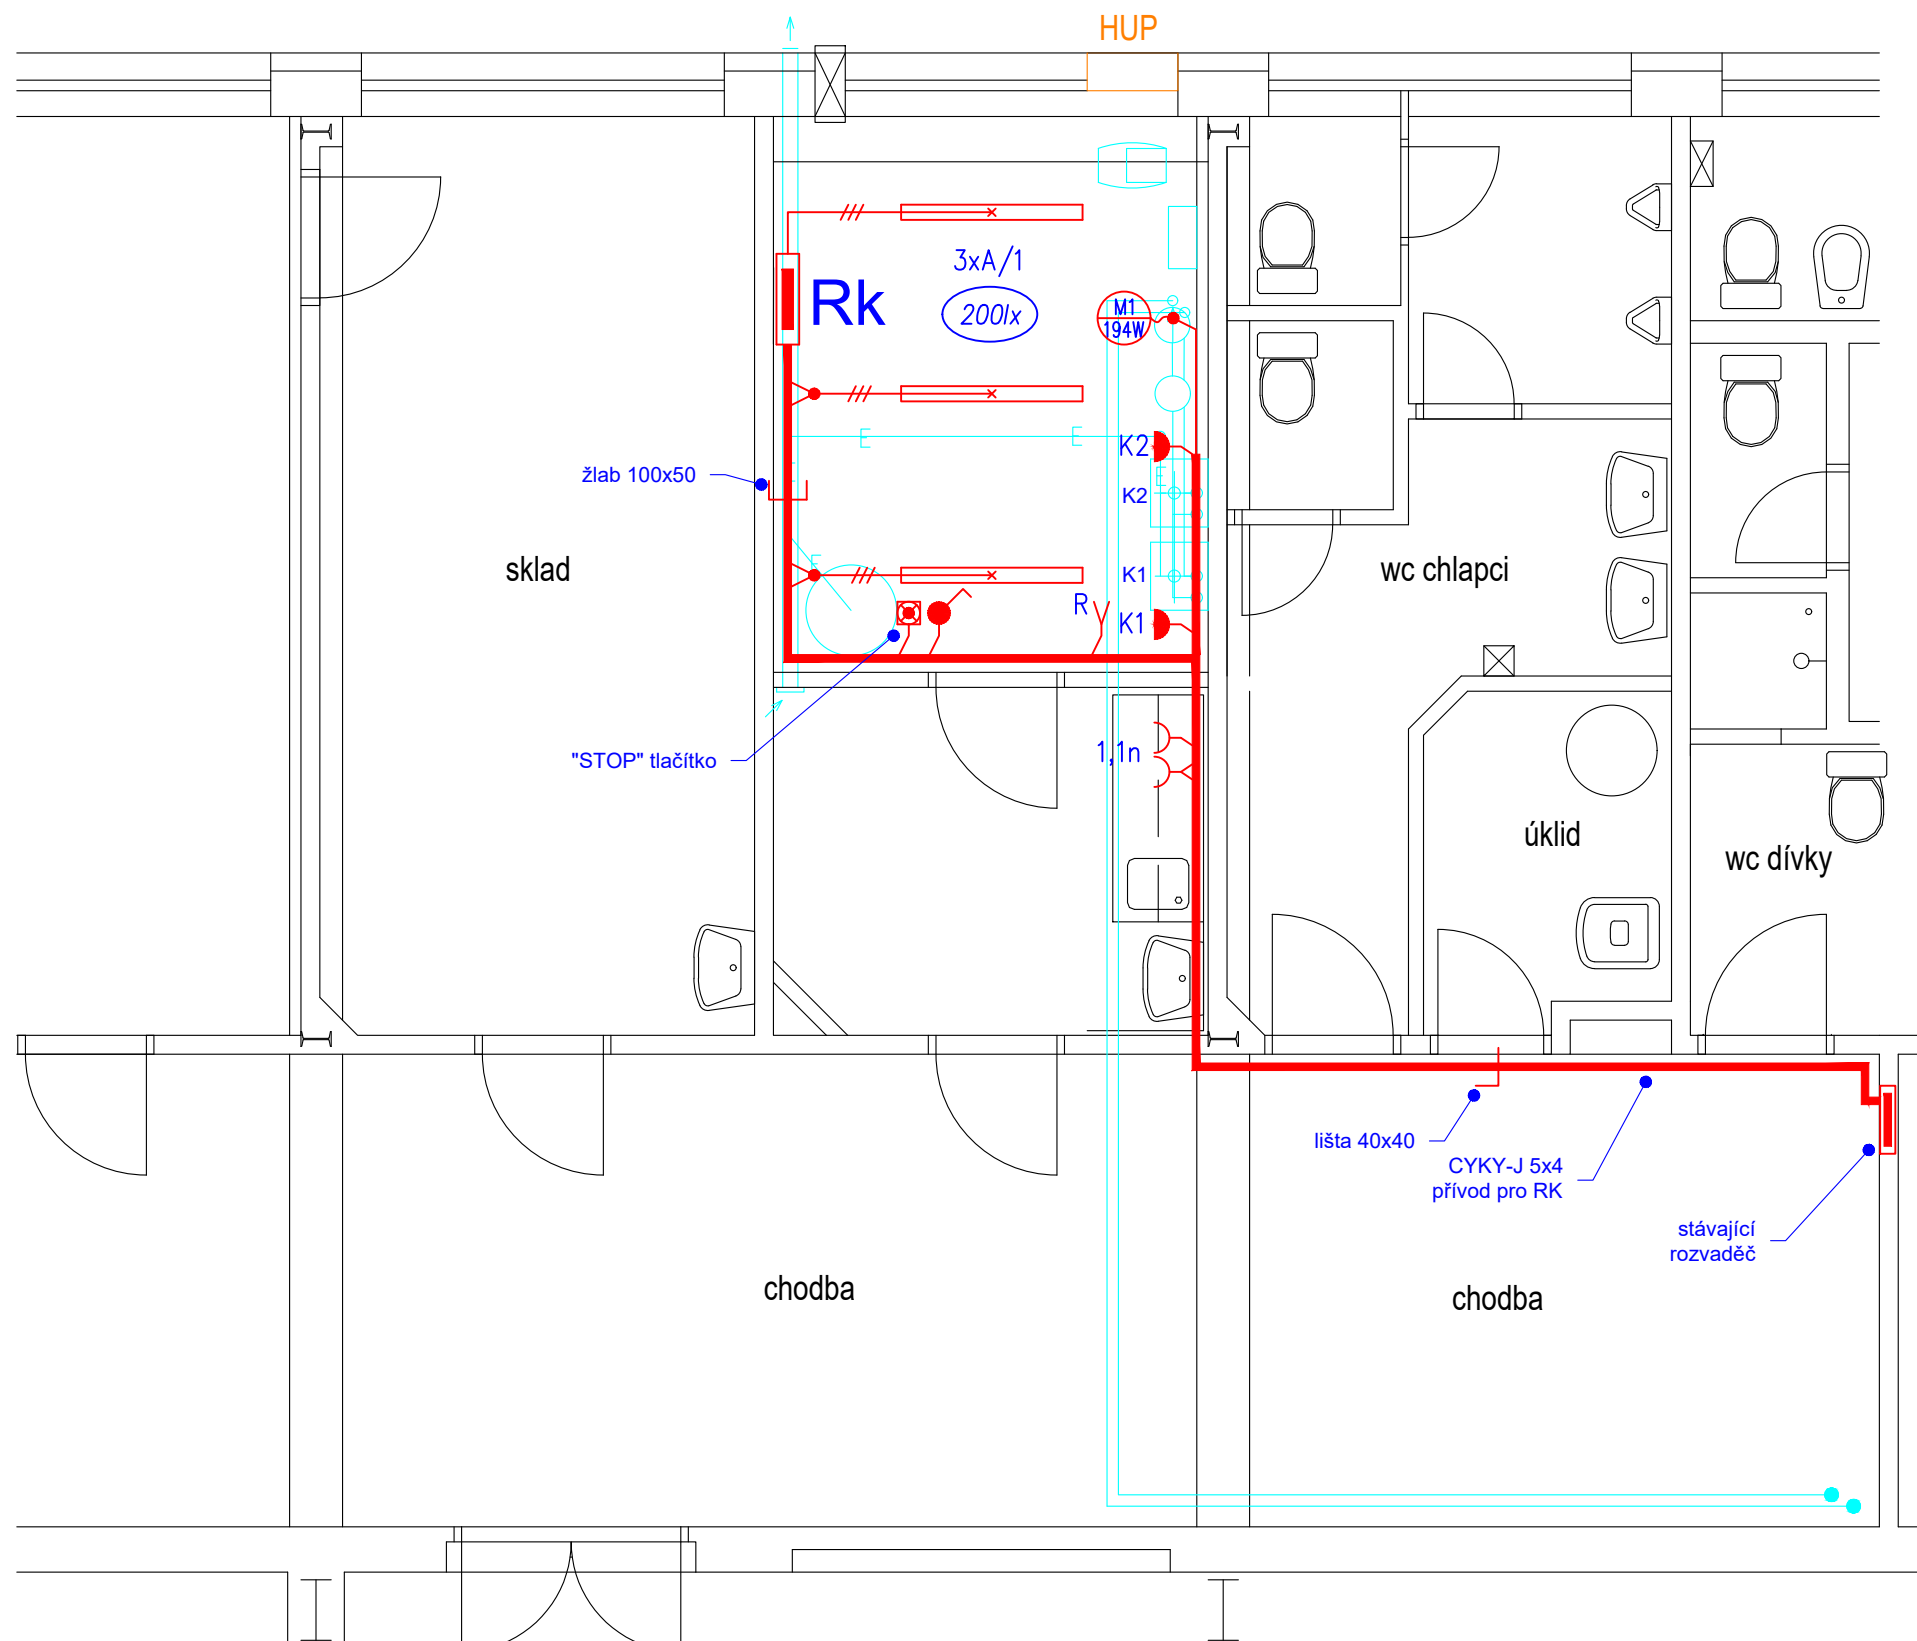 HUP
3xA/1
Rk
200lx
M1
194W
E
E
K2
žlab 100x50
E
E
K2
sklad
E
K1
wc chlapci
R
K1
"STOP" tlačítko
1,1n
úklid
wc dívky
lišta 40x40
CYKY-J 5x4
přívod pro RK
stávající
rozvaděč
chodba
chodba